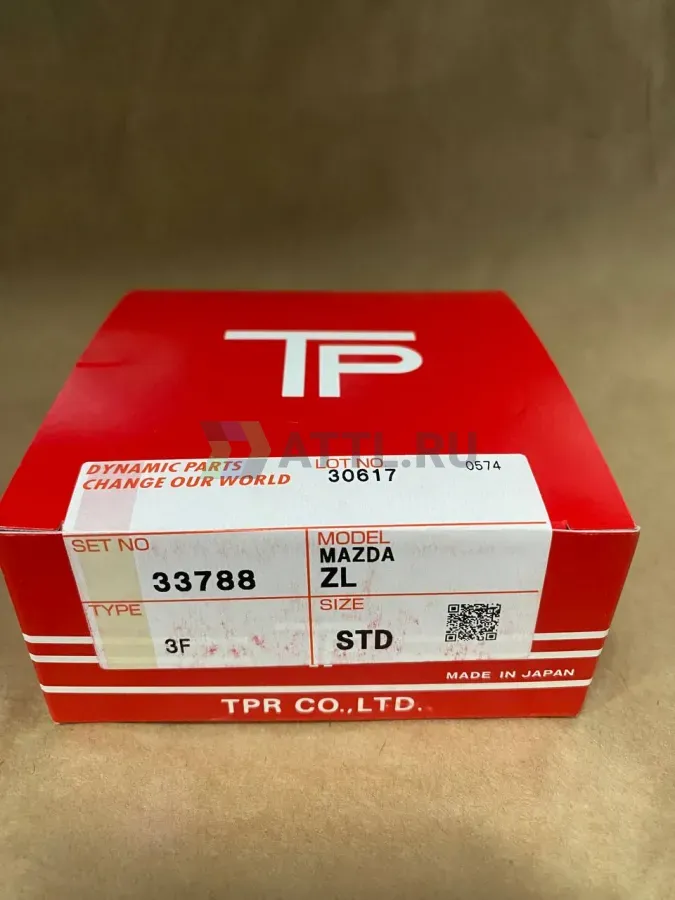 TP
ATTL.RU
DYNAMIC PARTS
CHANGE OUR WORLD
LOT NO
30617
0574
SET NO
33788
MODEL
MAZDA
ZL
TYPE
3F
SIZE
STD
MADE IN JAPAN
TPR CO.,LTD.